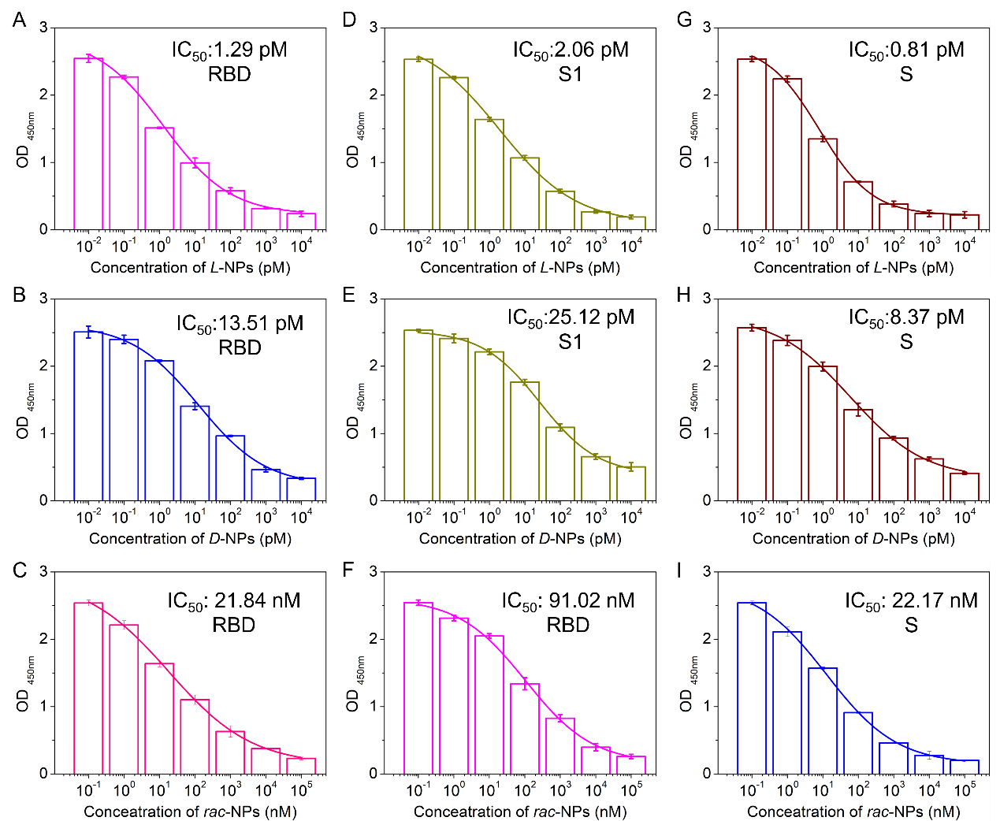 A
3
2
1
0
OD 450nm
IC50:1.29 pM
RBD
10-2 10-1 100 101 102 103 104
Concentration of L-NPs (pM)
D
3
2
1
0
OD 450nm
IC50:2.06 pM
S1
10-2 10-1 100 101 102 103 104
Concentration of L-NPs (pM)
G
3
2
1
0
OD 450nm
IC50:0.81 pM
S
10-2 10-1 100 101 102 103 104
Concentration of L-NPs (pM)
B
3
2
1
0
OD 450nm
IC50:13.51 pM
RBD
10-2 10-1 100 101 102 103 104
Concentration of D-NPs (pM)
E
3
2
1
0
OD 450nm
IC50:25.12 pM
S1
10-2 10-1 100 101 102 103 104
Concentration of D-NPs (pM)
H
3
2
1
0
OD 450nm
IC50:8.37 pM
S
10-2 10-1 100 101 102 103 104
Concentration of D-NPs (pM)
C
3
2
1
0
OD 450nm
IC50: 21.84 nM
RBD
10-1 100 101 102 103 104 105
Conceatration of rac-NPs (nM)
F
3
2
1
0
OD 450nm
IC50: 91.02 nM
RBD
10-1 100 101 102 103 104 105
Conceatration of rac-NPs (nM)
I
3
2
1
0
OD 450nm
IC50: 22.17 nM
S
10-1 100 101 102 103 104 105
Conceatration of rac-NPs (nM)